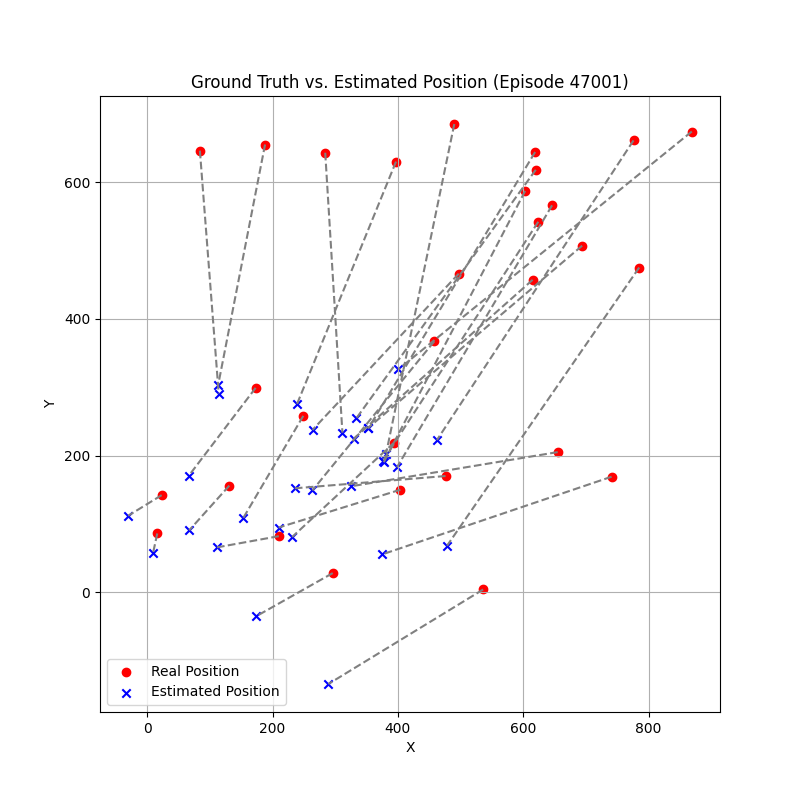 Ground Truth vs. Estimated Position (Episode 47001)
Y
600
400
200
0
Real Position
Estimated Position
0 200 400 600 800
X